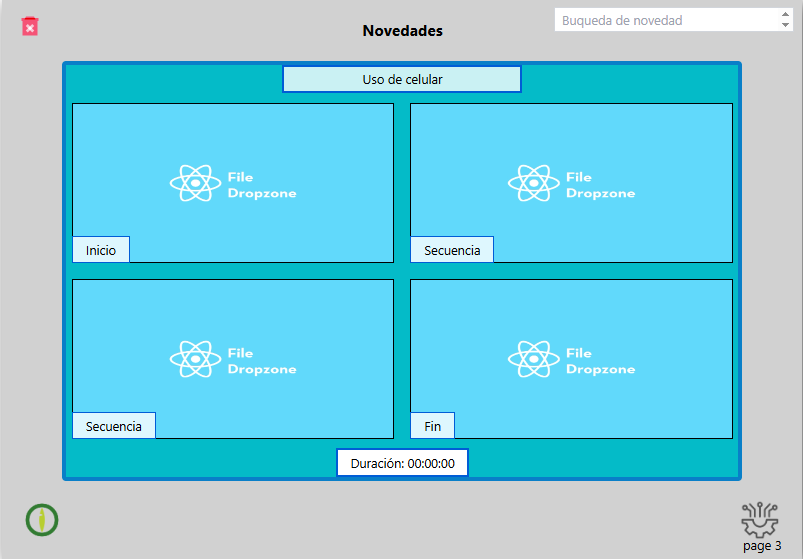 Novedades
Buqueda de novedad
Uso de celular
File
Dropzone
Inicio
File
Dropzone
Secuencia
File
Dropzone
Secuencia
File
Dropzone
Fin
Duración: 00:00:00
page 3